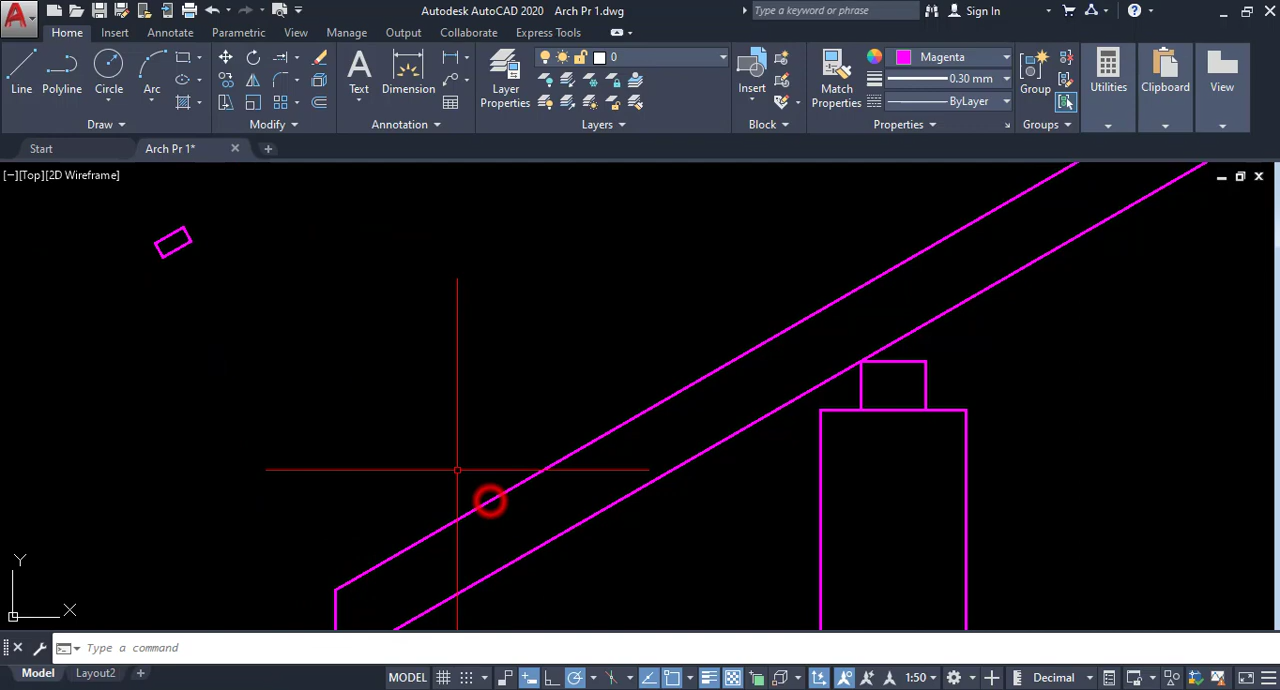 Autodesk AutoCAD 2020 Arch Pr 1.dwg
Type a keyword or phrase
Sign In
Home Insert Annotate Parametric View Manage Output Collaborate Express Tools
Line Polyline Circle Arc
Text Dimension
Layer Properties
0
Insert
Match Properties
Magenta
0.30 mm
ByLayer
Group
Utilities
Clipboard
View
Draw Modify Annotation Layers Block Properties Groups
Start Arch Pr 1*
[−][Top][2D Wireframe]
Y
X
Type a command
Model Layout2
MODEL 1:50 Decimal